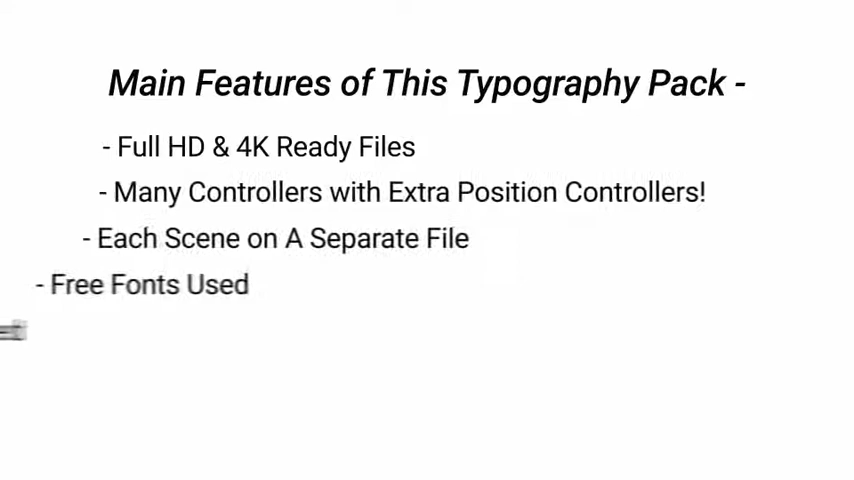 Main Features of This Typography Pack -
- Full HD & 4K Ready Files
- Many Controllers with Extra Position Controllers!
- Each Scene on A Separate File
- Free Fonts Used